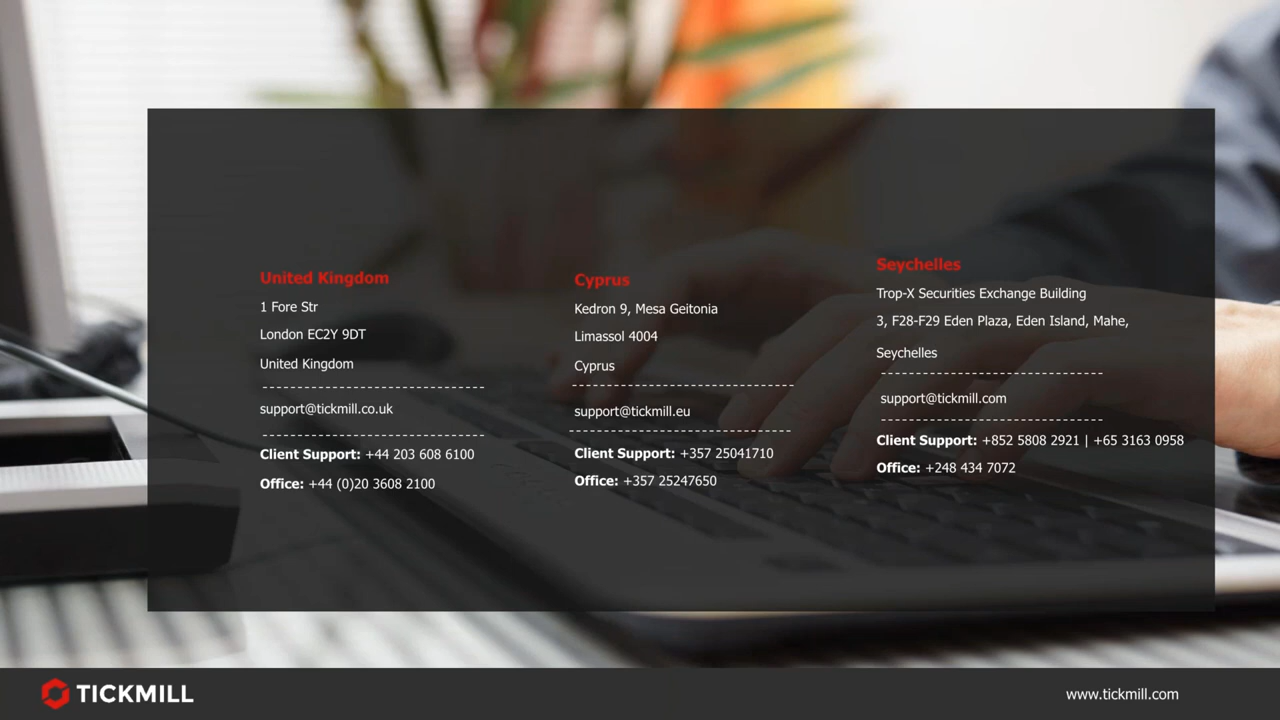 United Kingdom
1 Fore Str
London EC2Y 9DT
United Kingdom
support@tickmill.co.uk
Client Support: +44 203 608 6100
Office: +44 (0)20 3608 2100
Cyprus
Kedron 9, Mesa Geitonia
Limassol 4004
Cyprus
support@tickmill.eu
Client Support: +357 25041710
Office: +357 25247650
Seychelles
Trop-X Securities Exchange Building
3, F28-F29 Eden Plaza, Eden Island, Mahe,
Seychelles
support@tickmill.com
Client Support: +852 5808 2921 | +65 3163 0958
Office: +248 434 7072
TICKMILL
www.tickmill.com